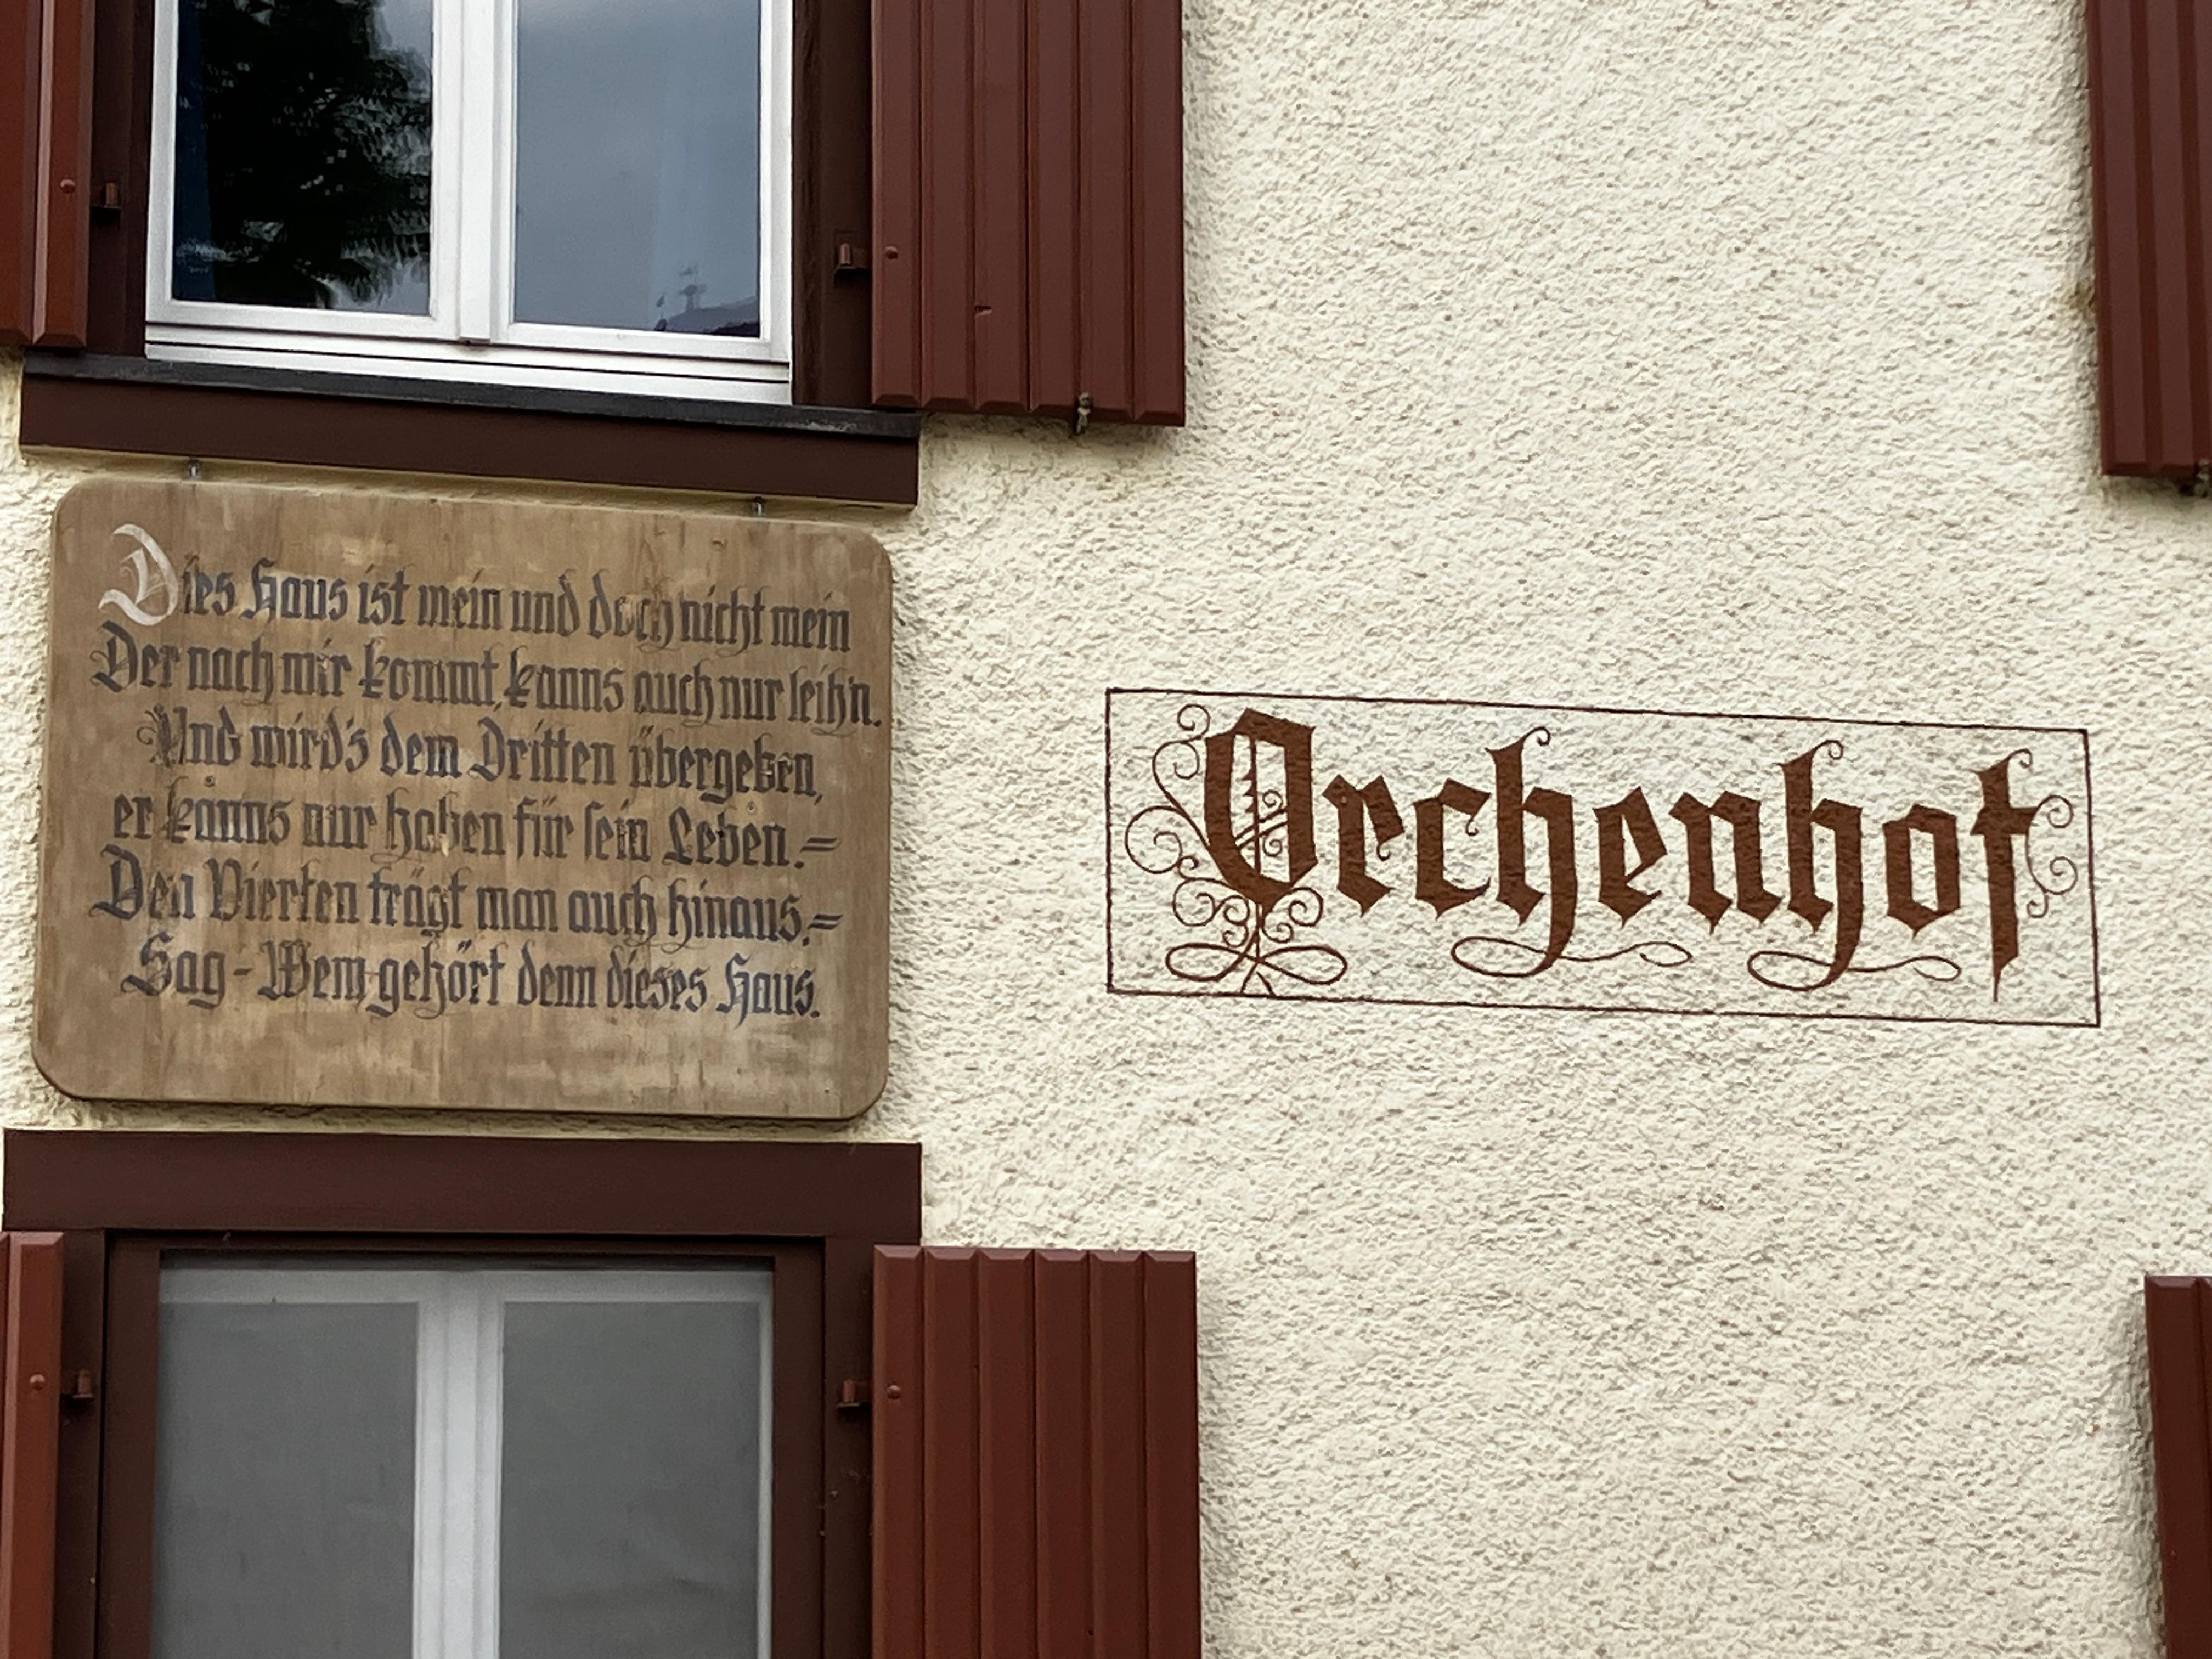 Dies Haus ist mein und doch nicht mein
Der nach mir kommt, kanns auch nur leih'n.
Und wird's dem Dritten übergeben,
er kanns nur haben für sein Leben.=
Den Vierten trägt man auch hinaus.=
Sag - Wem gehört denn dieses Haus.
Orchenhof